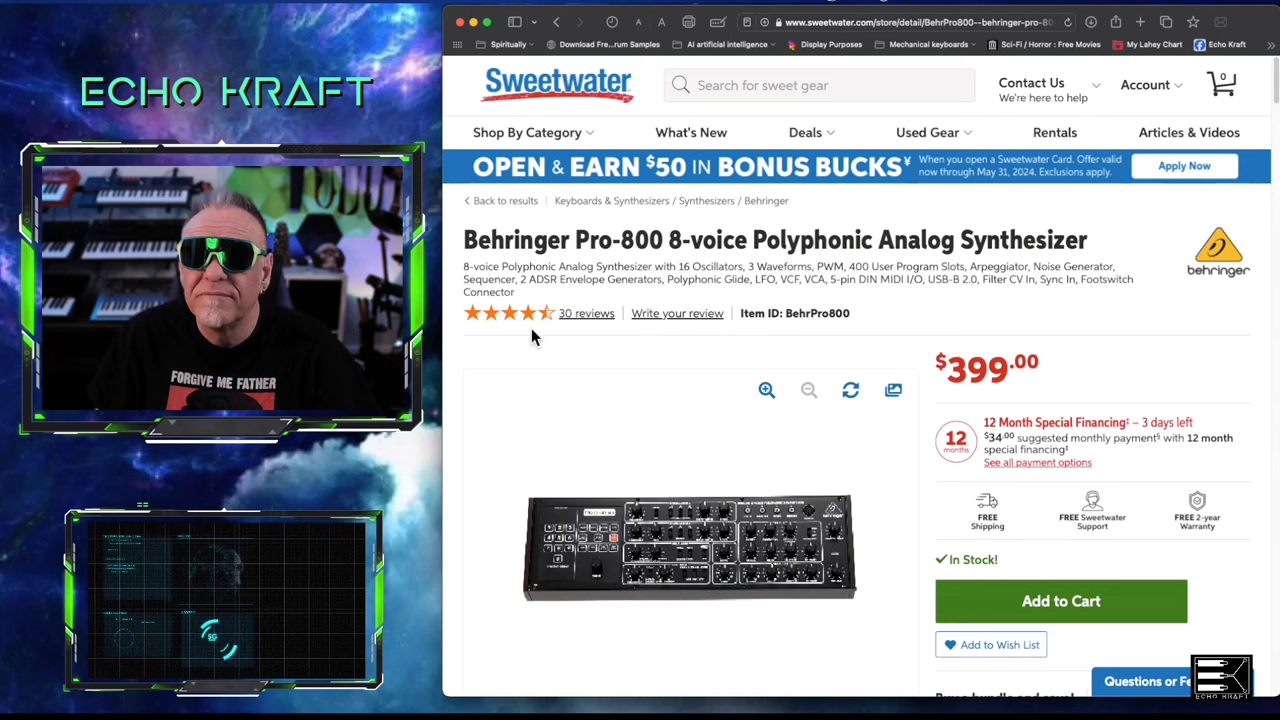 ECHO KRAFT
FORGIVE ME FATHER
www.sweetwater.com/store/detail/BehrPro800--behringer-pro-80
Spiritually
Download Fre...rum Samples
AI artificial intelligence
Display Purposes
Mechanical keyboards
Sci-Fi / Horror : Free Movies
My Lahey Chart
Echo Kraft
Sweetwater
Search for sweet gear
Contact Us
We're here to help
Account
0
Shop By Category
What's New
Deals
Used Gear
Rentals
Articles & Videos
OPEN & EARN $50 IN BONUS BUCKS¥
When you open a Sweetwater Card. Offer valid
now through May 31, 2024. Exclusions apply.
Apply Now
Back to results
Keyboards & Synthesizers / Synthesizers / Behringer
Behringer Pro-800 8-voice Polyphonic Analog Synthesizer
behringer
8-voice Polyphonic Analog Synthesizer with 16 Oscillators, 3 Waveforms, PWM, 400 User Program Slots, Arpeggiator, Noise Generator,
Sequencer, 2 ADSR Envelope Generators, Polyphonic Glide, LFO, VCF, VCA, 5-pin DIN MIDI I/O, USB-B 2.0, Filter CV In, Sync In, Footswitch
Connector
30 reviews
Write your review
Item ID: BehrPro800
$399.00
12 months
12 Month Special Financing‡ – 3 days left
$34.00 suggested monthly payment§ with 12 month
special financing‡
See all payment options
FREE
Shipping
FREE Sweetwater
Support
FREE 2-year
Warranty
In Stock!
Add to Cart
Add to Wish List
Questions or Fe
ECHO KRAFT